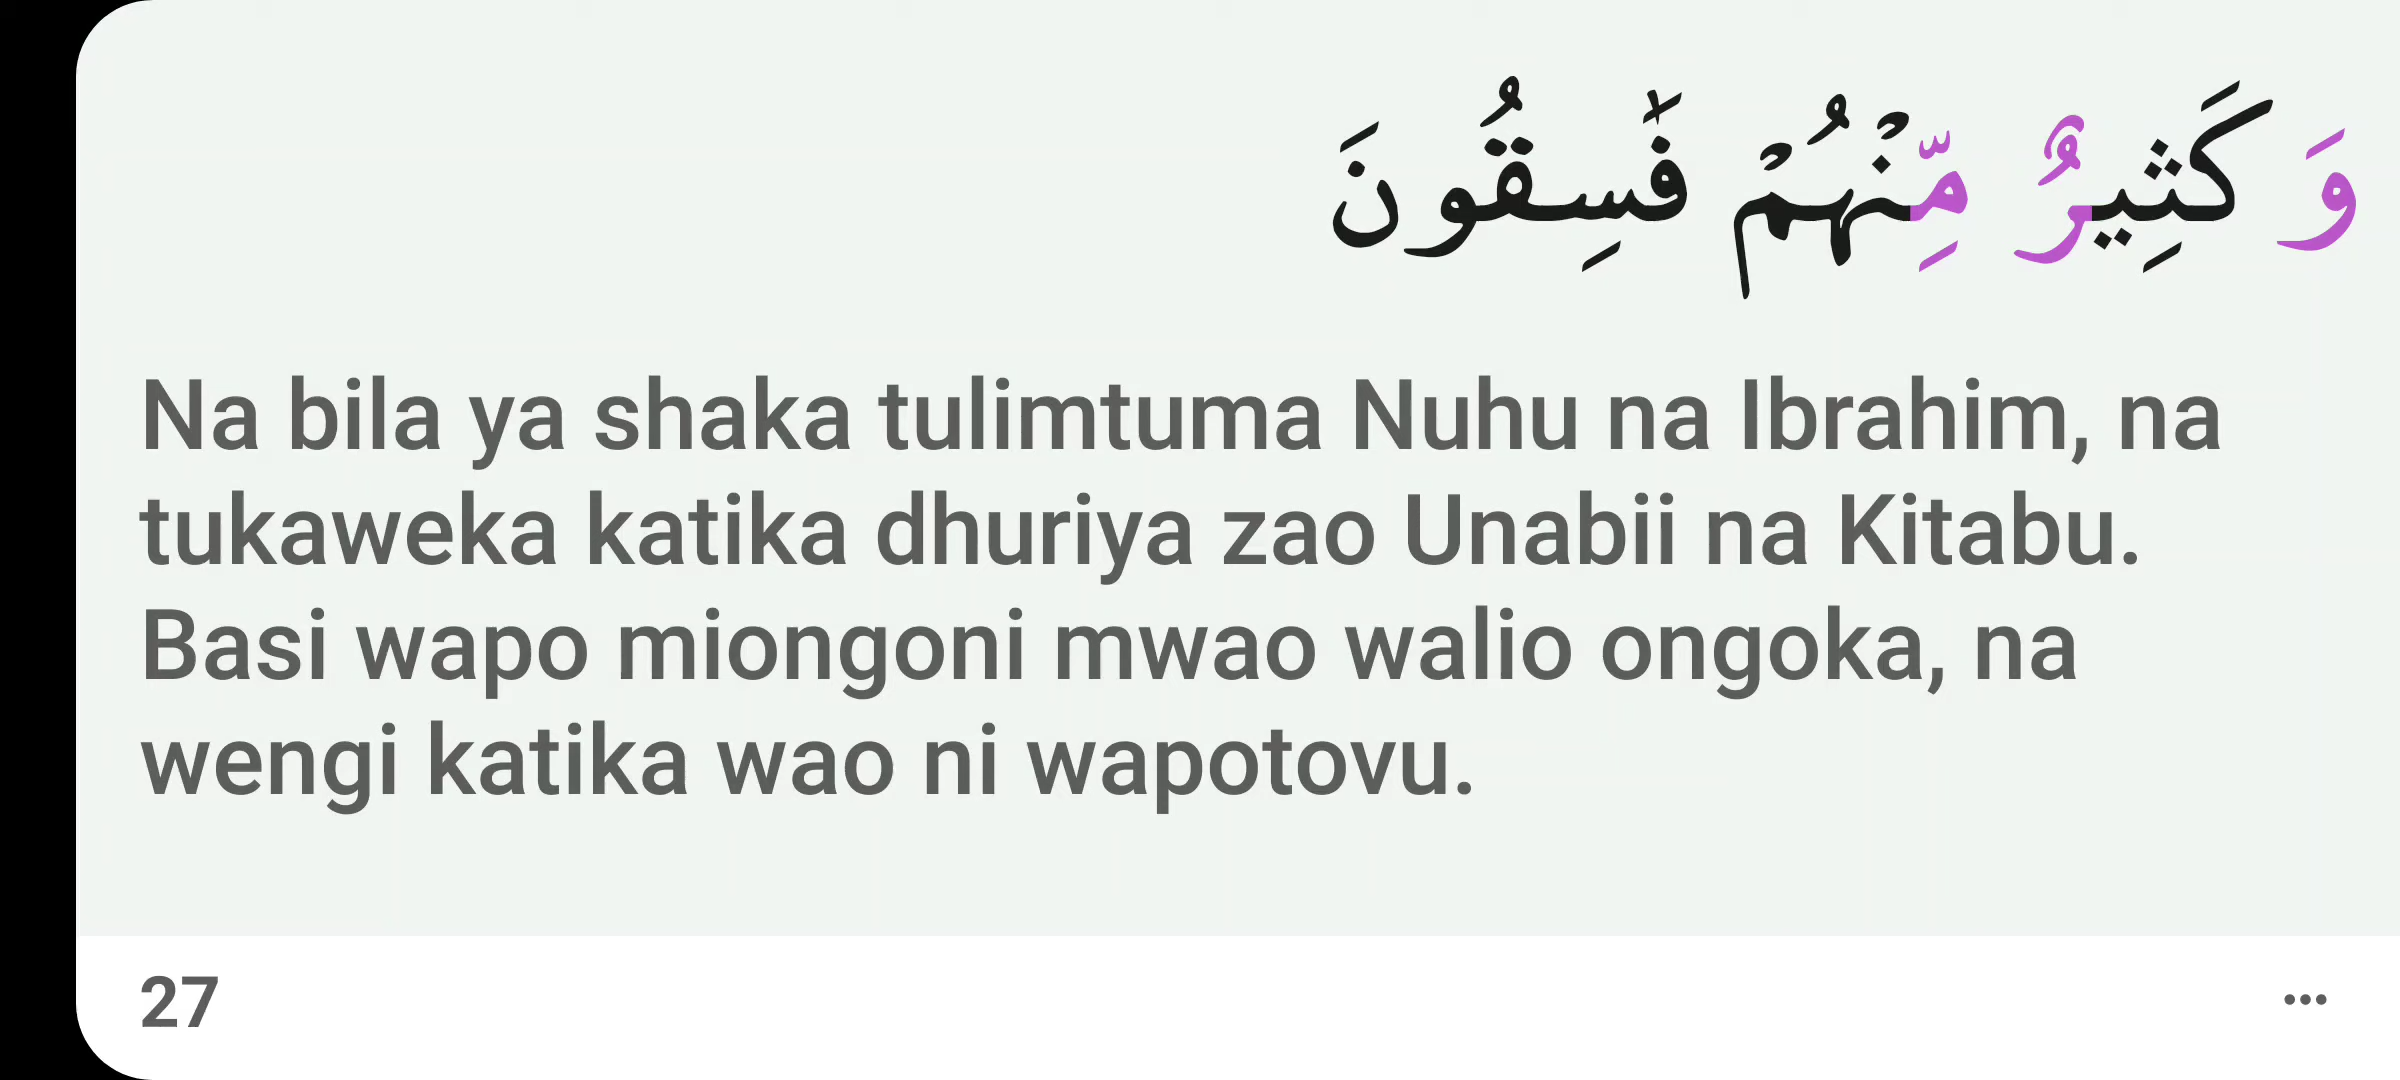 وَ كَثِيرٌ مِّنْهُمْ فَٰسِقُونَ
Na bila ya shaka tulimtuma Nuhu na Ibrahim, na
tukaweka katika dhuriya zao Unabii na Kitabu.
Basi wapo miongoni mwao walio ongoka, na
wengi katika wao ni wapotovu.
27